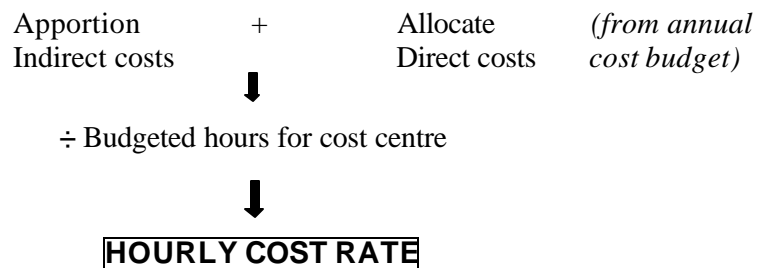 Apportion + Allocate (from annual
Indirect costs Direct costs cost budget)
÷ Budgeted hours for cost centre
HOURLY COST RATE